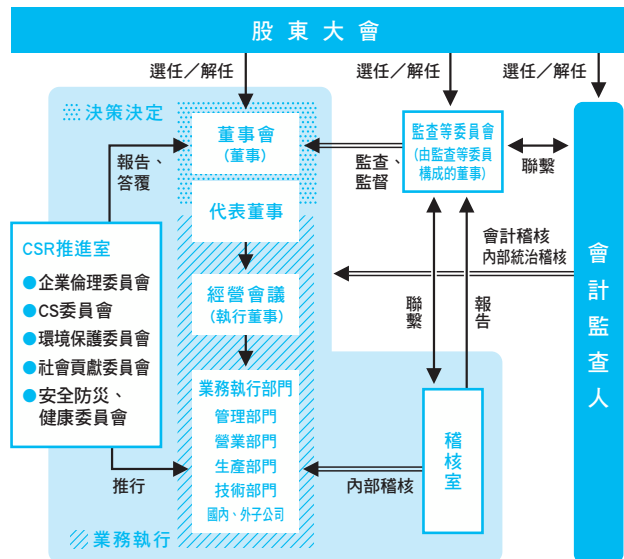 股東大會
選任／解任
選任／解任
選任／解任
決策決定
董事會
(董事)
監查等委員會
(由監查等委員
構成的董事)
報告、
答覆
監查、
監督
聯繫
代表董事
CSR推進室
●企業倫理委員會
●CS委員會
●環境保護委員會
●社會貢獻委員會
●安全防災、
健康委員會
會計稽核
內部統治稽核
會計監查人
經營會議
(執行董事)
聯繫
報告
業務執行部門
管理部門
營業部門
生產部門
技術部門
國內、外子公司
稽核室
推行
內部稽核
業務執行